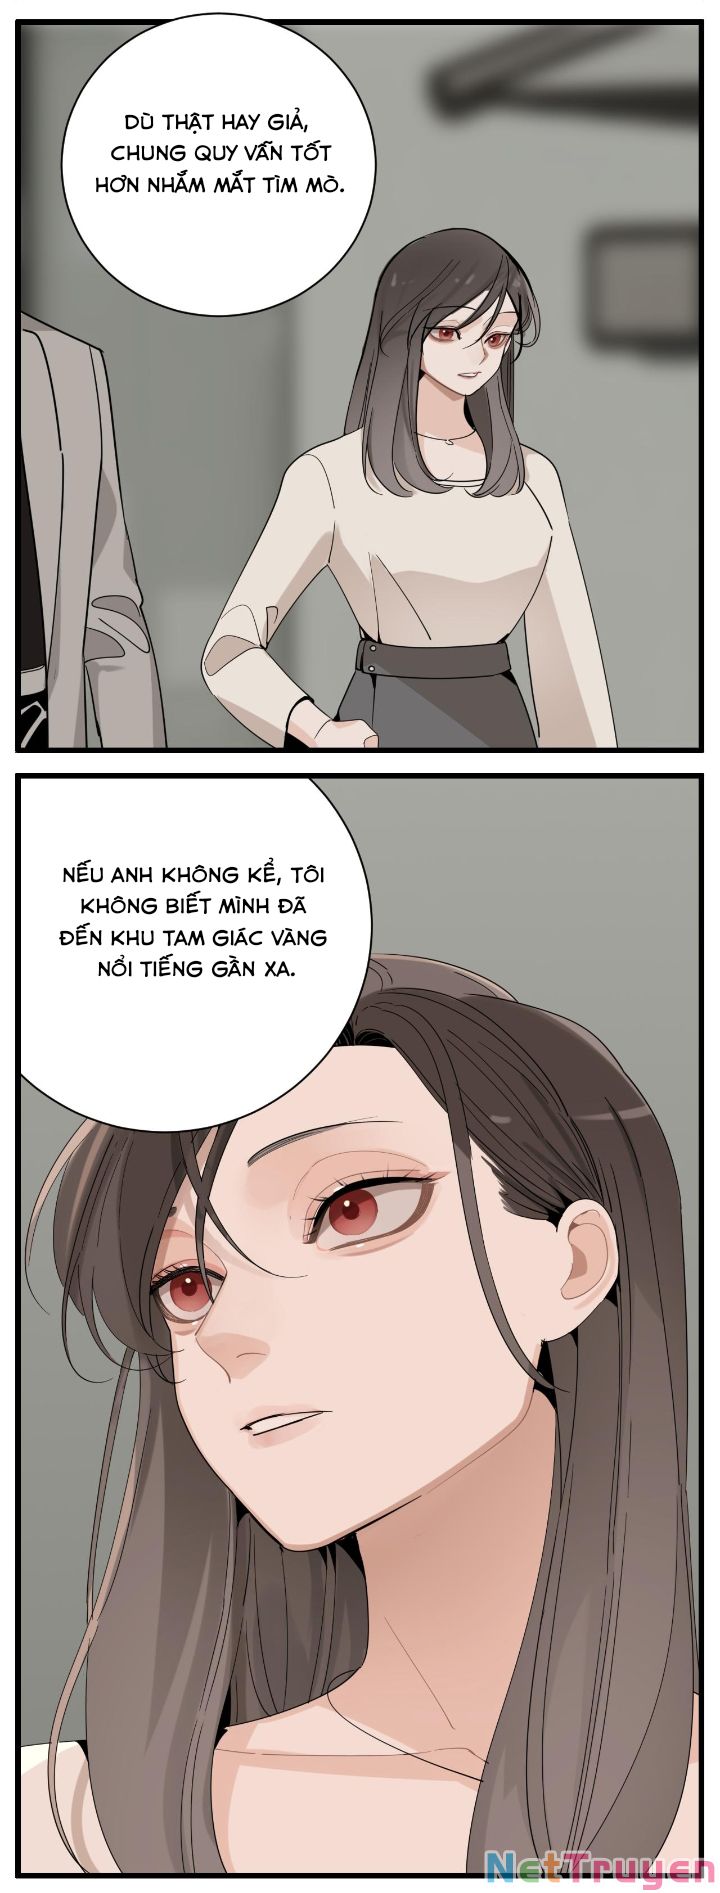 DÙ THẬT HAY GIẢ,
CHUNG QUY VẪN TỐT
HƠN NHẮM MẮT TÌM MÒ.
NẾU ANH KHÔNG KỂ, TÔI
KHÔNG BIẾT MÌNH ĐÃ
ĐẾN KHU TAM GIÁC VÀNG
NỔI TIẾNG GẦN XA.
NetTruyen